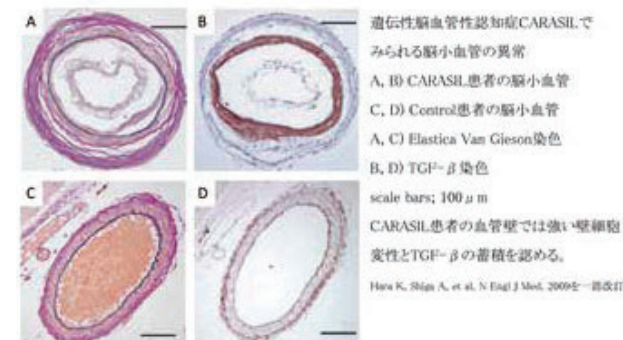 A
B
C
D
遺伝性脳血管性認知症CARASILで
みられる脳小血管の異常
A, B) CARASIL患者の脳小血管
C, D) Control患者の脳小血管
A, C) Elastica Van Gieson染色
B, D) TGF-β染色
scale bars; 100μm
CARASIL患者の血管壁では強い壁細胞
変性とTGF-βの蓄積を認める。
Hara K, Shiga A, et al. N Engl J Med. 2009を一部改訂